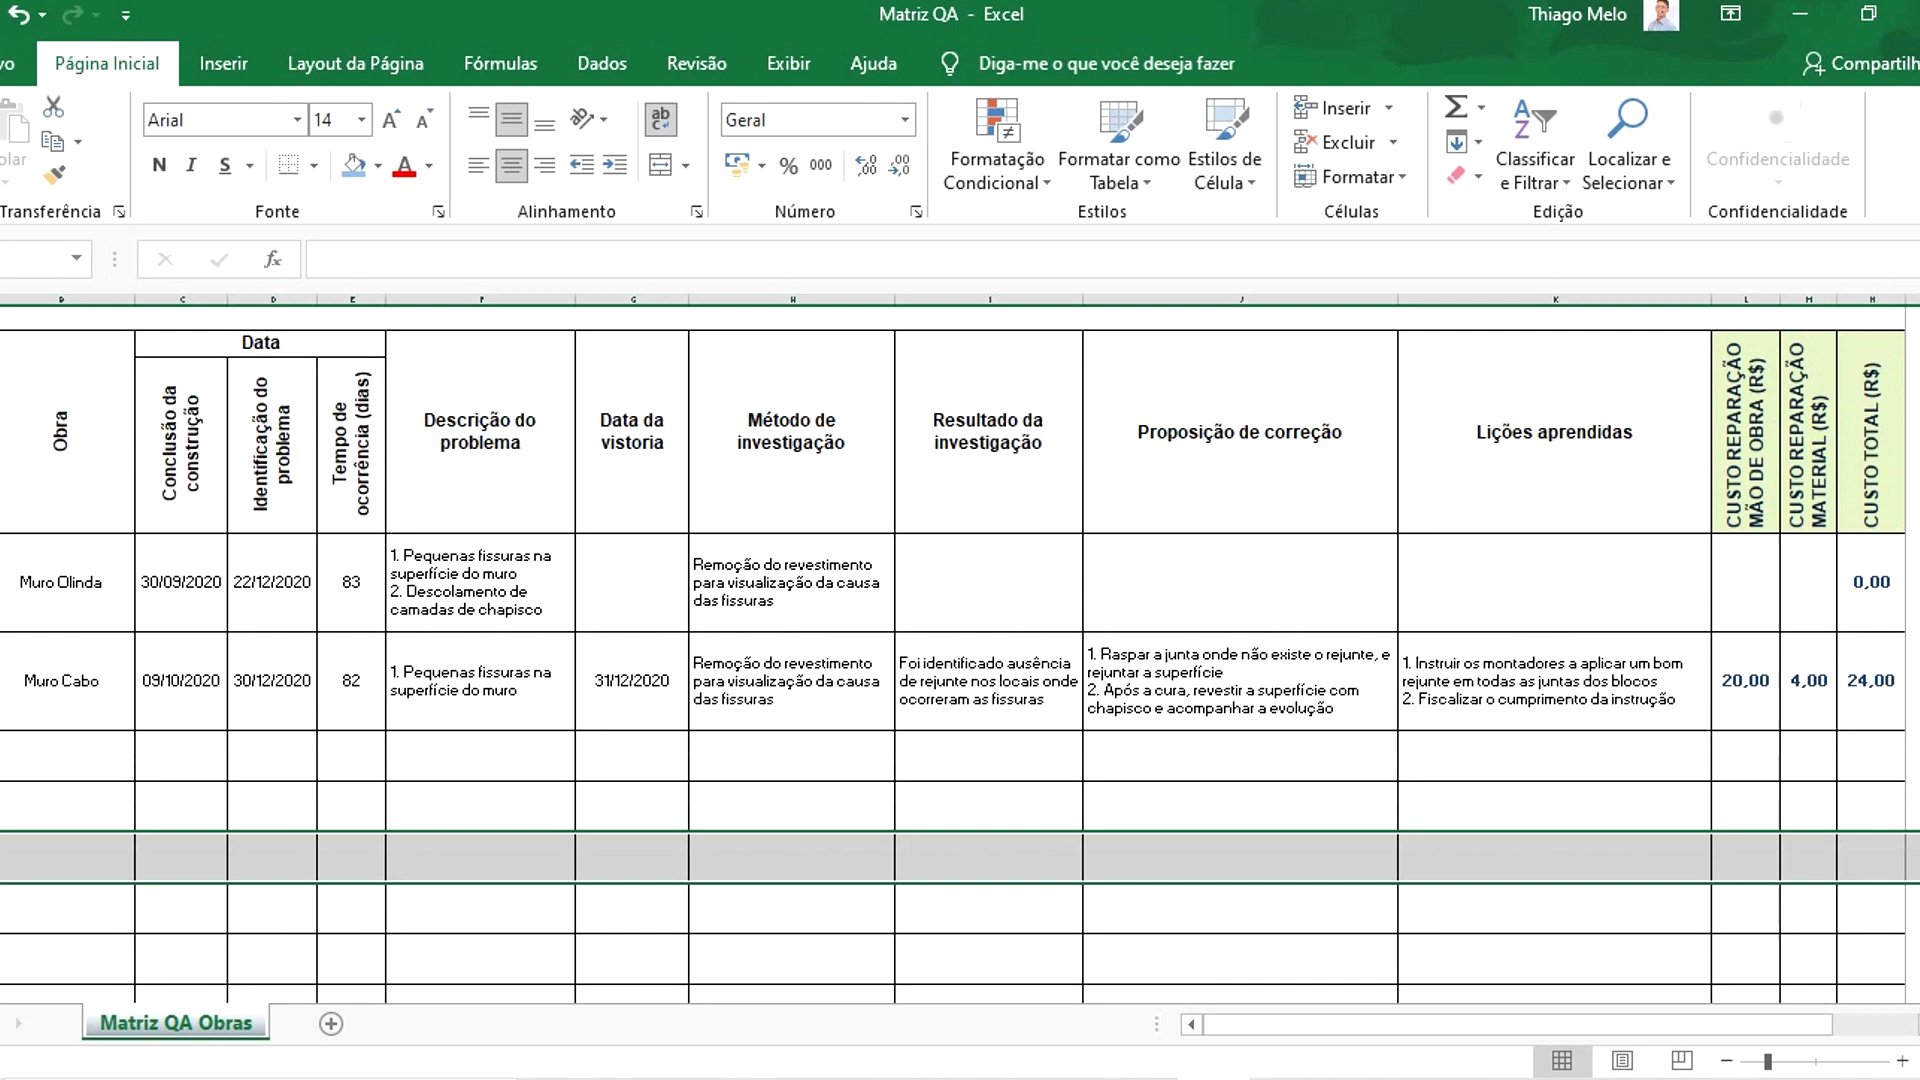 Matriz QA - Excel
Thiago Melo
vo
Página Inicial
Inserir
Layout da Página
Fórmulas
Dados
Revisão
Exibir
Ajuda
Diga-me o que você deseja fazer
Compartilh
Arial
14
Geral
Inserir
Excluir
Formatar
olar
N I S
% 000
Formatação
Condicional
Formatar como
Tabela
Estilos de
Célula
Classificar
e Filtrar
Localizar e
Selecionar
Confidencialidade
Transferência
Fonte
Alinhamento
Número
Estilos
Células
Edição
Confidencialidade
fx
C D E F G H I J K L M N
Obra
Data
Conclusão da
construção
Identificação do
problema
Tempo de
ocorrência (dias)
Descrição do
problema
Data da
vistoria
Método de
investigação
Resultado da
investigação
Proposição de correção
Lições aprendidas
CUSTO REPARAÇÃO
MÃO DE OBRA (R$)
CUSTO REPARAÇÃO
MATERIAL (R$)
CUSTO TOTAL (R$)
Muro Olinda
30/09/2020
22/12/2020
83
1. Pequenas fissuras na
superfície do muro
2. Descolamento de
camadas de chapisco
Remoção do revestimento
para visualização da causa
das fissuras
0,00
Muro Cabo
09/10/2020
30/12/2020
82
1. Pequenas fissuras na
superfície do muro
31/12/2020
Remoção do revestimento
para visualização da causa
das fissuras
Foi identificado ausência
de rejunte nos locais onde
ocorreram as fissuras
1. Raspar a junta onde não existe o rejunte, e
rejuntar a superfície
2. Após a cura, revestir a superfície com
chapisco e acompanhar a evolução
1. Instruir os montadores a aplicar um bom
rejunte em todas as juntas dos blocos
2. Fiscalizar o cumprimento da instrução
20,00
4,00
24,00
Matriz QA Obras